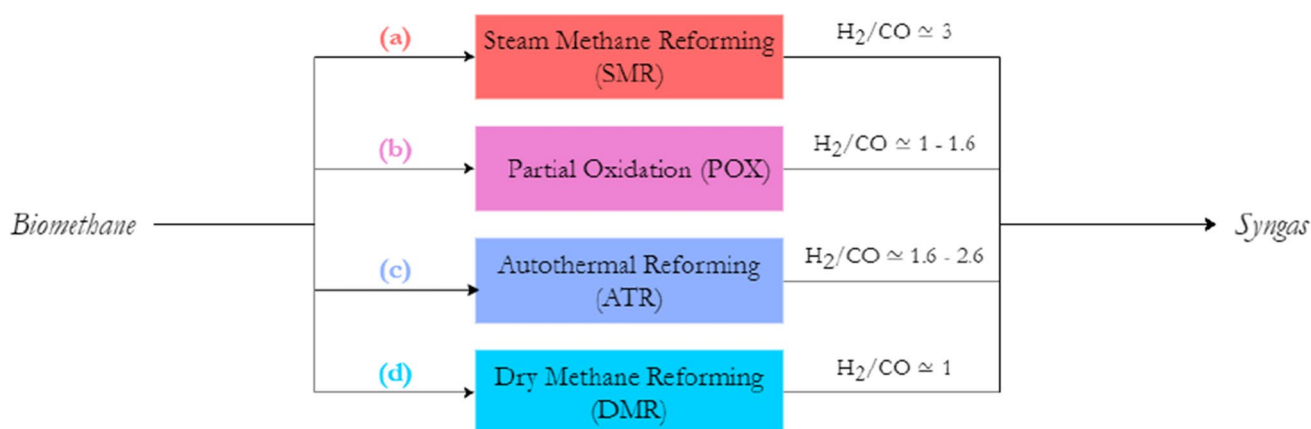 (a)
Steam Methane Reforming
(SMR)
H₂/CO ≃ 3
(b)
Partial Oxidation (POX)
H₂/CO ≃ 1 - 1.6
Biomethane
Syngas
(c)
Autothermal Reforming
(ATR)
H₂/CO ≃ 1.6 - 2.6
(d)
Dry Methane Reforming
(DMR)
H₂/CO ≃ 1